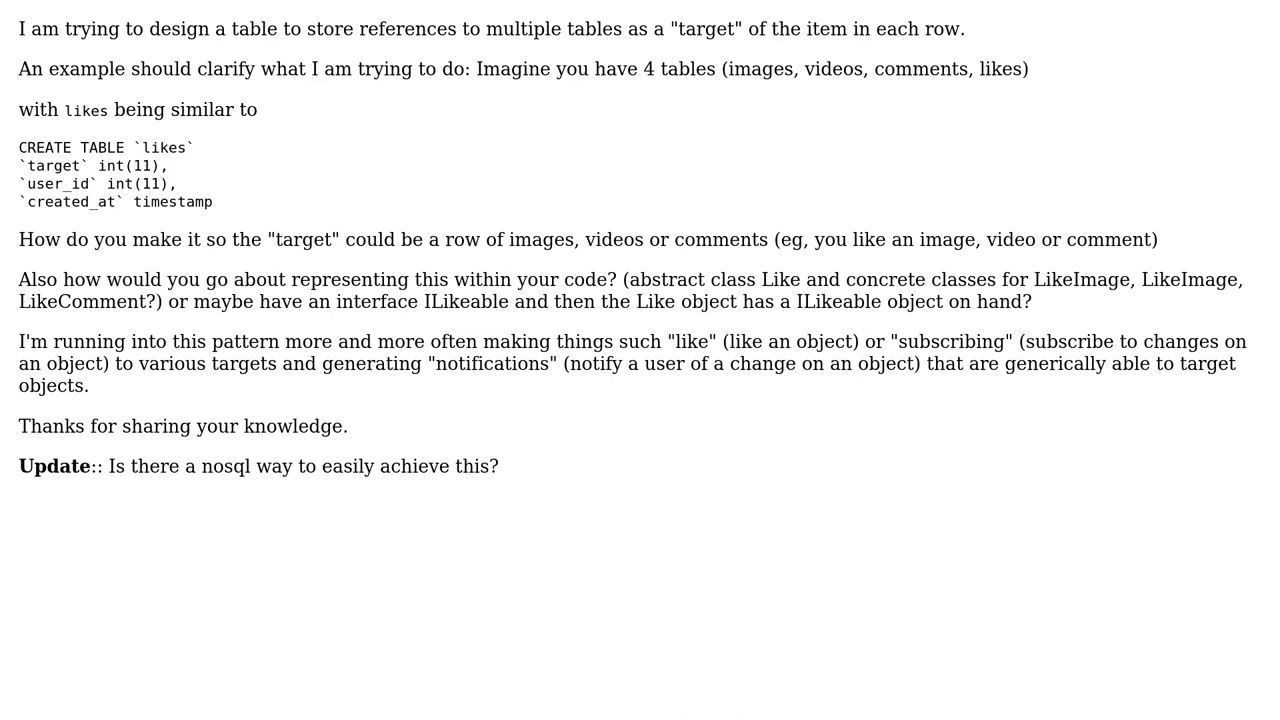 I am trying to design a table to store references to multiple tables as a "target" of the item in each row.
An example should clarify what I am trying to do: Imagine you have 4 tables (images, videos, comments, likes)
with likes being similar to
CREATE TABLE `likes`
`target` int(11),
`user_id` int(11),
`created_at` timestamp
How do you make it so the "target" could be a row of images, videos or comments (eg, you like an image, video or comment)
Also how would you go about representing this within your code? (abstract class Like and concrete classes for LikeImage, LikeImage,
LikeComment?) or maybe have an interface ILikeable and then the Like object has a ILikeable object on hand?
I'm running into this pattern more and more often making things such "like" (like an object) or "subscribing" (subscribe to changes on
an object) to various targets and generating "notifications" (notify a user of a change on an object) that are generically able to target
objects.
Thanks for sharing your knowledge.
Update:: Is there a nosql way to easily achieve this?